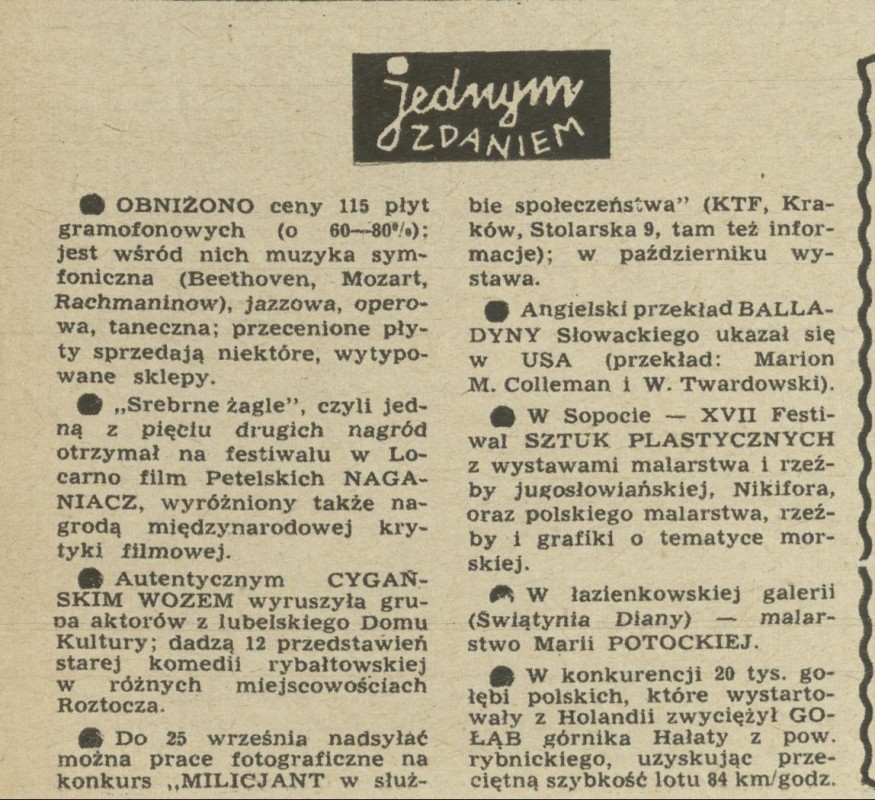 jednym
ZDANIEM
● OBNIŻONO ceny 115 płyt
gramofonowych (o 60—80%);
jest wśród nich muzyka sym-
foniczna (Beethoven, Mozart,
Rachmaninow), jazzowa, opero-
wa, taneczna; przecenione pły-
ty sprzedają niektóre, wytypo-
wane sklepy.
● „Srebrne żagle”, czyli jed-
ną z pięciu drugich nagród
otrzymał na festiwalu w Lo-
carno film Petelskich NAGA-
NIACZ, wyróżniony także na-
grodą międzynarodowej kry-
tyki filmowej.
● Autentycznym CYGAŃ-
SKIM WOZEM wyruszyła gru-
pa aktorów z lubelskiego Domu
Kultury; dadzą 12 przedstawień
starej komedii rybałtowskiej
w różnych miejscowościach
Roztocza.
● Do 25 września nadsyłać
można prace fotograficzne na
konkurs „MILICJANT w służ-
bie społeczeństwa” (KTF, Kra-
ków, Stolarska 9, tam też infor-
macje); w październiku wy-
stawa.
● Angielski przekład BALLA-
DYNY Słowackiego ukazał się
w USA (przekład: Marion
M. Colleman i W. Twardowski).
● W Sopocie — XVII Festi-
wal SZTUK PLASTYCZNYCH
z wystawami malarstwa i rzeź-
by jugosłowiańskiej, Nikifora,
oraz polskiego malarstwa, rzeź-
by i grafiki o tematyce mor-
skiej.
● W łazienkowskiej galerii
(Świątynia Diany) — malar-
stwo Marii POTOCKIEJ.
● W konkurencji 20 tys. go-
łębi polskich, które wystarto-
wały z Holandii zwyciężył GO-
ŁĄB górnika Hałaty z pow.
rybnickiego, uzyskując prze-
ciętną szybkość lotu 84 km/godz.